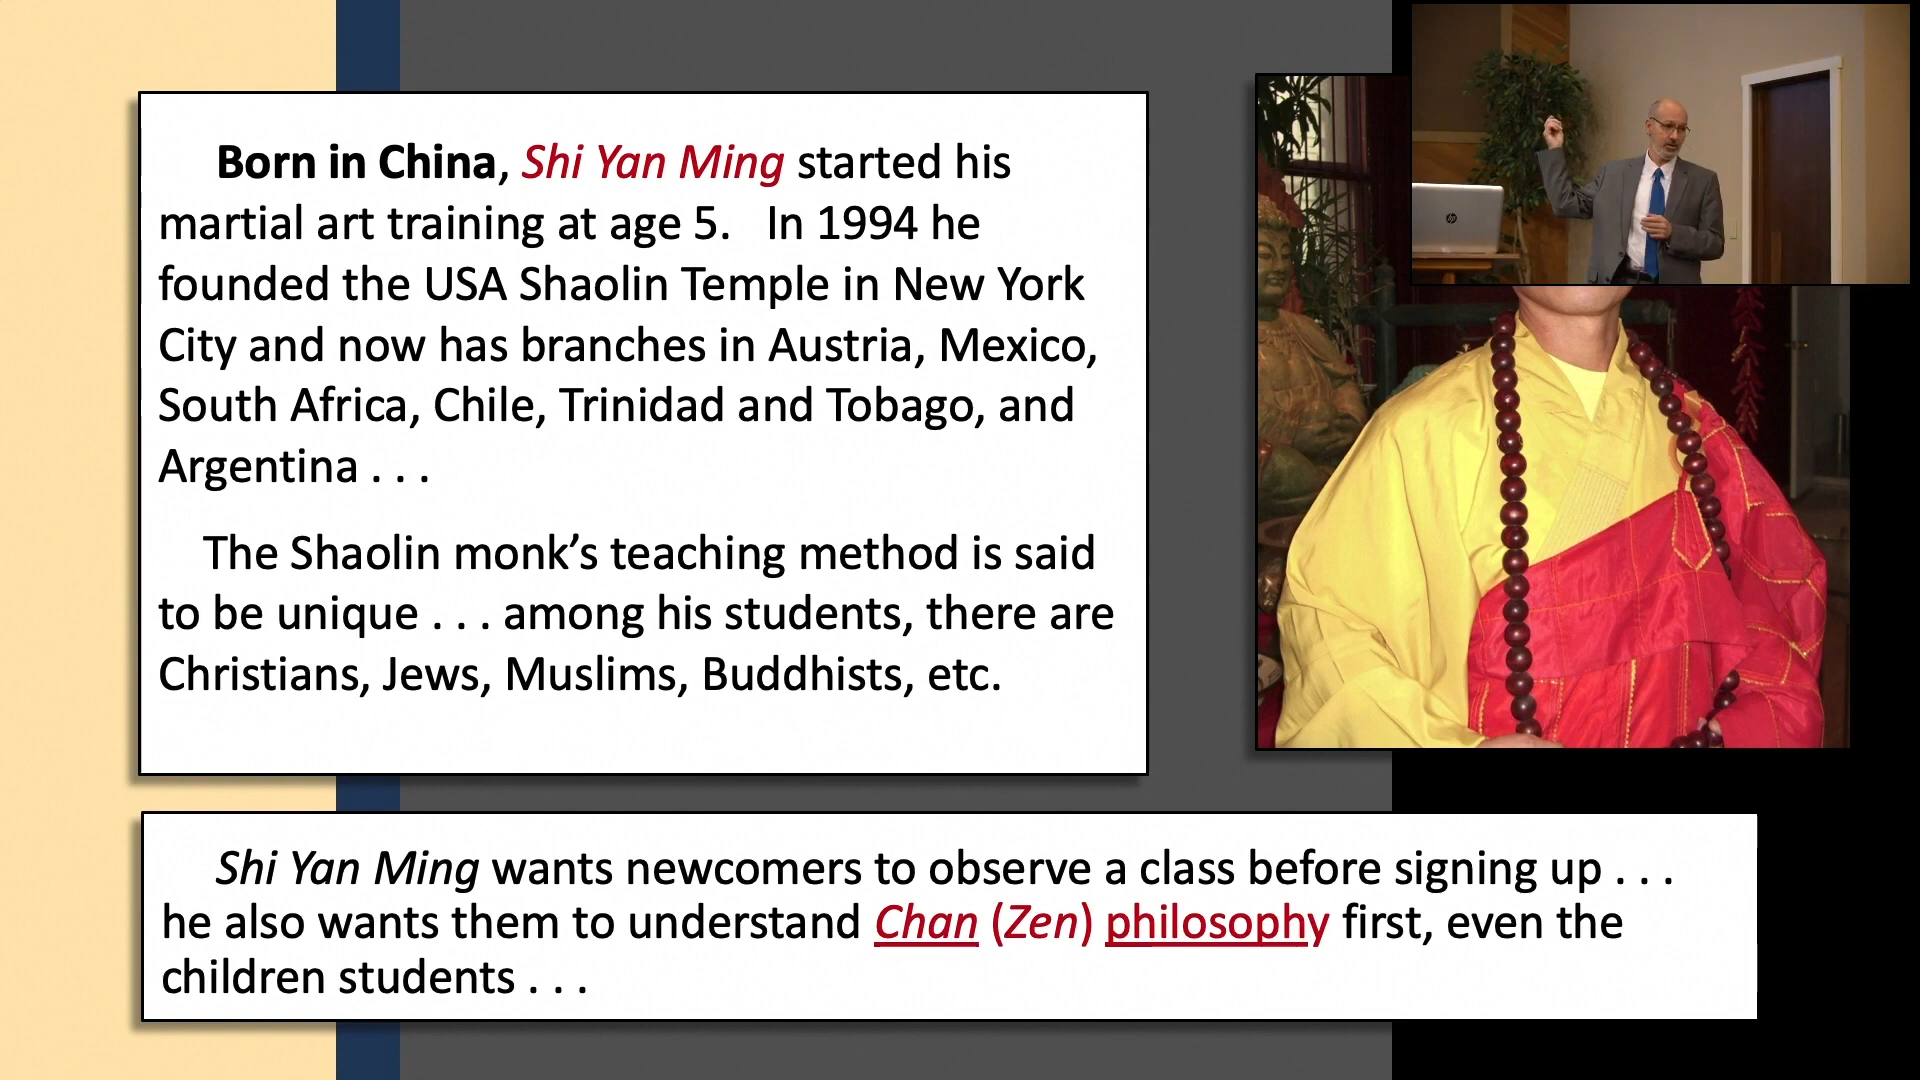 Born in China, Shi Yan Ming started his
martial art training at age 5.   In 1994 he
founded the USA Shaolin Temple in New York
City and now has branches in Austria, Mexico,
South Africa, Chile, Trinidad and Tobago, and
Argentina . . .
The Shaolin monk’s teaching method is said
to be unique . . . among his students, there are
Christians, Jews, Muslims, Buddhists, etc.
Shi Yan Ming wants newcomers to observe a class before signing up . . .
he also wants them to understand Chan (Zen) philosophy first, even the
children students . . .
hp